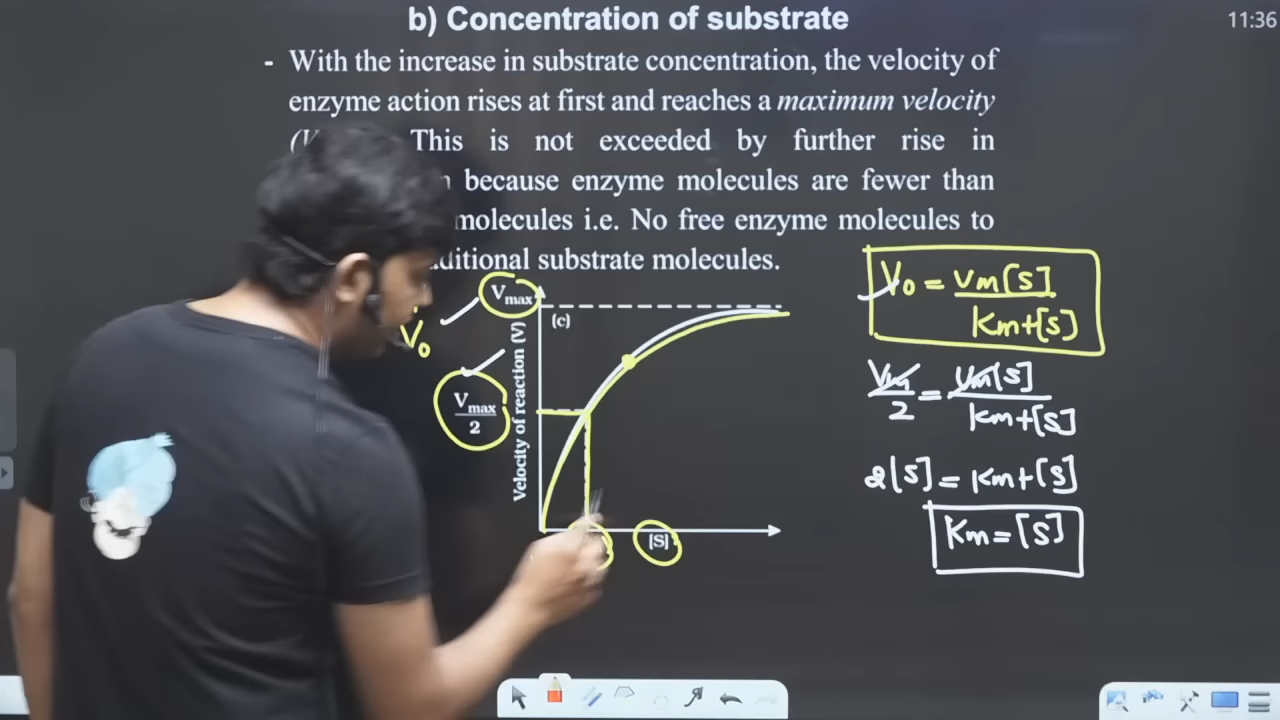 b) Concentration of substrate
11:36
- With the increase in substrate concentration, the velocity of
enzyme action rises at first and reaches a maximum velocity
This is not exceeded by further rise in
because enzyme molecules are fewer than
molecules i.e. No free enzyme molecules to
substrate molecules.
Vmax
(c)
V0
Vmax
2
Velocity of reaction (V)
[S]
V0 = Vm[S]
Km+[S]
Vm = Vm[S]
2 Km+[S]
2[S] = Km+[S]
Km = [S]